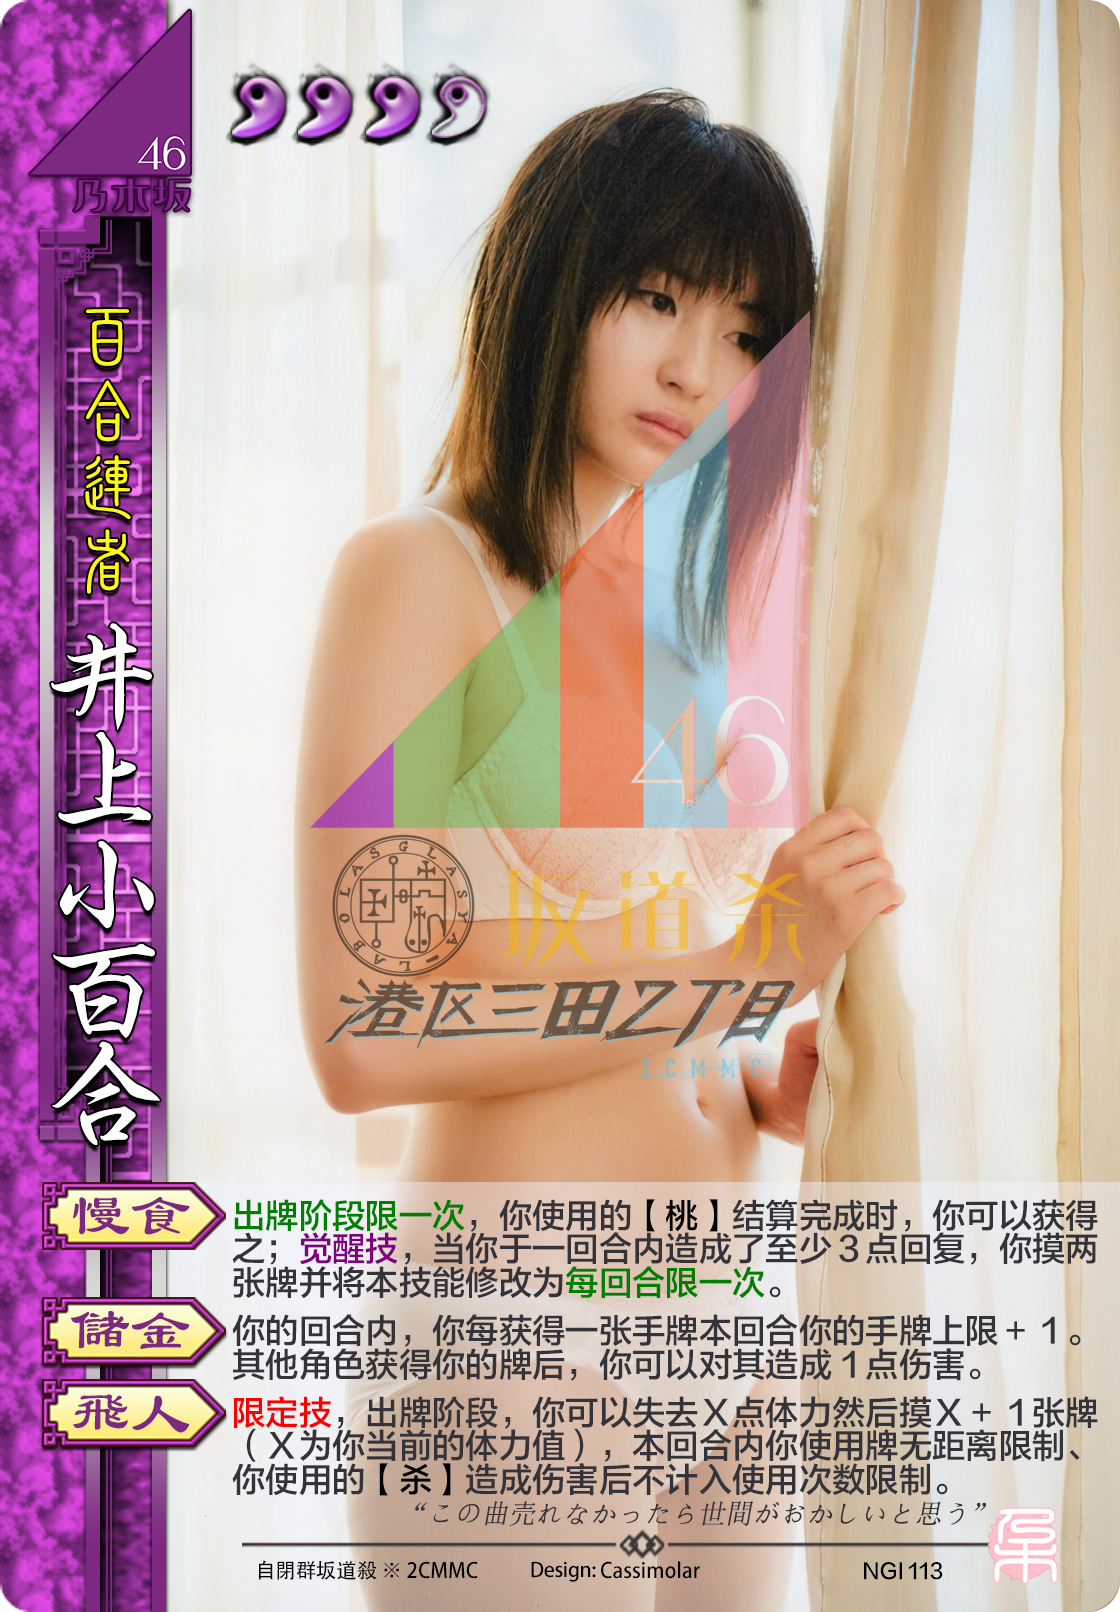 46
乃木坂
百合連者
井上小百合
46
GLASYA-LABOLAS
坂道杀
港区三田2丁目
2CMMC
慢食
出牌阶段限一次，你使用的【桃】结算完成时，你可以获得
之；觉醒技，当你于一回合内造成了至少３点回复，你摸两
张牌并将本技能修改为每回合限一次。
儲金
你的回合内，你每获得一张手牌本回合你的手牌上限＋１。
其他角色获得你的牌后，你可以对其造成１点伤害。
飛人
限定技，出牌阶段，你可以失去Ｘ点体力然后摸Ｘ＋１张牌
（Ｘ为你当前的体力值），本回合内你使用牌无距离限制、
你使用的【杀】造成伤害后不计入使用次数限制。
“この曲売れなかったら世間がおかしいと思う”
自閉群坂道殺 ※ 2CMMC
Design: Cassimolar
NGI 113